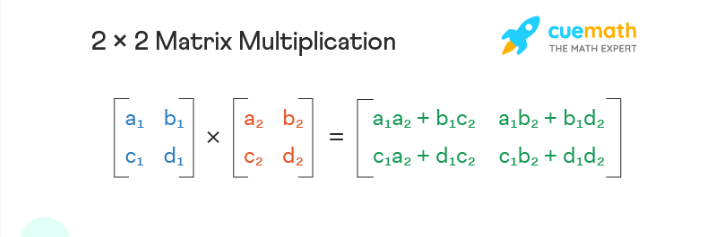 2 × 2 Matrix Multiplication
cuemath
THE MATH EXPERT
a₁ b₁ a₂ b₂ a₁a₂ + b₁c₂ a₁b₂ + b₁d₂
× =
c₁ d₁ c₂ d₂ c₁a₂ + d₁c₂ c₁b₂ + d₁d₂